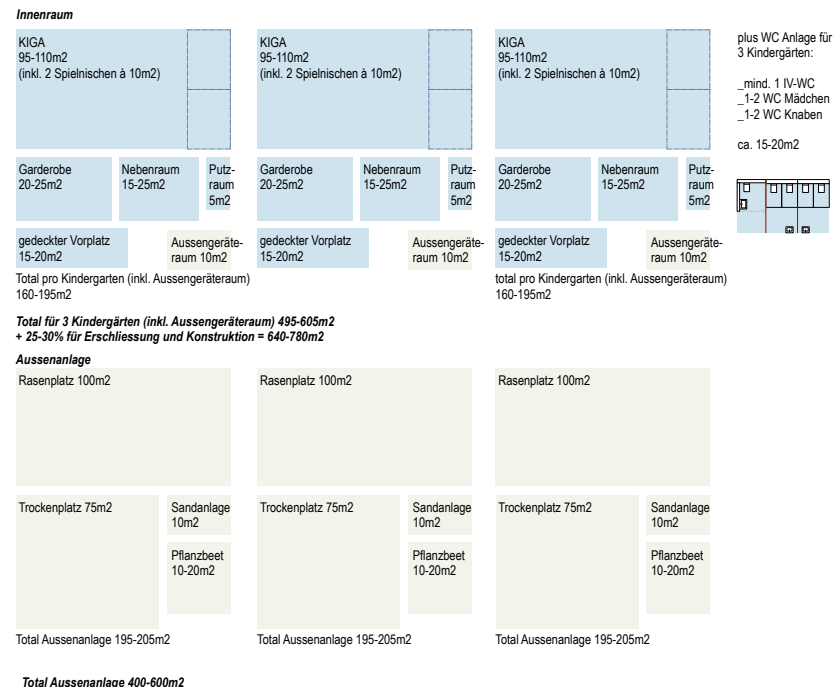 Innenraum
KIGA
95-110m2
(inkl. 2 Spielnischen à 10m2)
KIGA
95-110m2
(inkl. 2 Spielnischen à 10m2)
KIGA
95-110m2
(inkl. 2 Spielnischen à 10m2)
plus WC Anlage für
3 Kindergärten:
_mind. 1 IV-WC
_1-2 WC Mädchen
_1-2 WC Knaben
ca. 15-20m2
Garderobe
20-25m2
Nebenraum
15-25m2
Putz-
raum
5m2
Garderobe
20-25m2
Nebenraum
15-25m2
Putz-
raum
5m2
Garderobe
20-25m2
Nebenraum
15-25m2
Putz-
raum
5m2
gedeckter Vorplatz
15-20m2
Aussengeräte-
raum 10m2
gedeckter Vorplatz
15-20m2
Aussengeräte-
raum 10m2
gedeckter Vorplatz
15-20m2
Aussengeräte-
raum 10m2
Total pro Kindergarten (inkl. Aussengeräteraum)
160-195m2
total pro Kindergarten (inkl. Aussengeräteraum)
160-195m2
Total für 3 Kindergärten (inkl. Aussengeräteraum) 495-605m2
+ 25-30% für Erschliessung und Konstruktion = 640-780m2
Aussenanlage
Rasenplatz 100m2
Rasenplatz 100m2
Rasenplatz 100m2
Trockenplatz 75m2
Sandanlage
10m2
Pflanzbeet
10-20m2
Trockenplatz 75m2
Sandanlage
10m2
Pflanzbeet
10-20m2
Trockenplatz 75m2
Sandanlage
10m2
Pflanzbeet
10-20m2
Total Aussenanlage 195-205m2
Total Aussenanlage 195-205m2
Total Aussenanlage 195-205m2
Total Aussenanlage 400-600m2